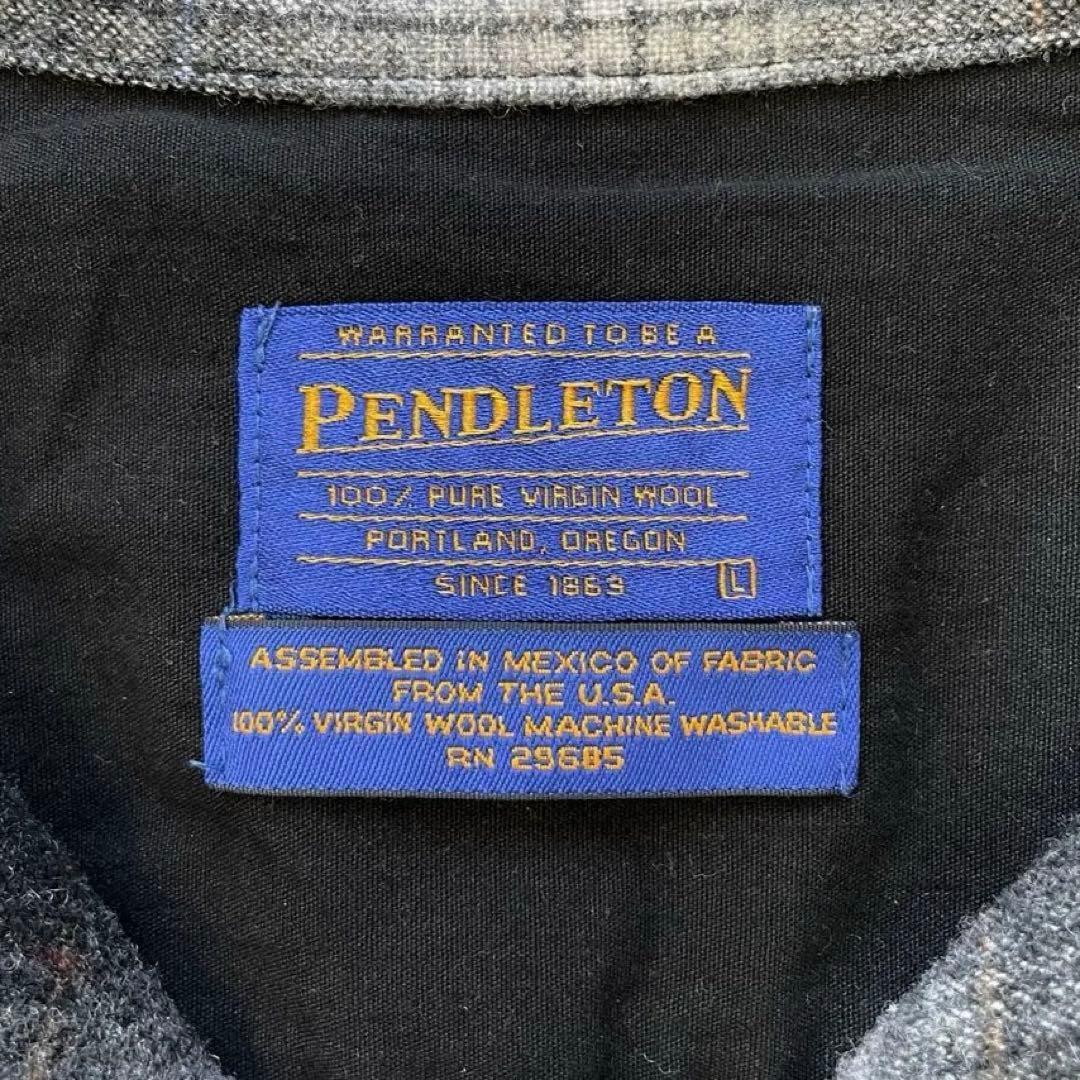 WARRANTED TO BE A
PENDLETON
100% PURE VIRGIN WOOL
PORTLAND, OREGON
SINCE 1863 L
ASSEMBLED IN MEXICO OF FABRIC
FROM THE U.S.A.
100% VIRGIN WOOL MACHINE WASHABLE
RN 29685